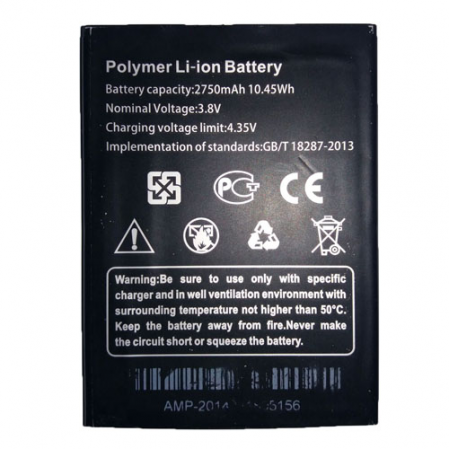 Polymer Li-ion Battery
Battery capacity:2750mAh 10.45Wh
Nominal Voltage:3.8V
Charging voltage limit:4.35V
Implementation of standards:GB/T 18287-2013
Warning:Be sure to use only with specific
charger and in well ventilation environment with
surrounding temperature not higher than 50°C.
Keep the battery away from fire.Never make
the circuit short or squeeze the battery.